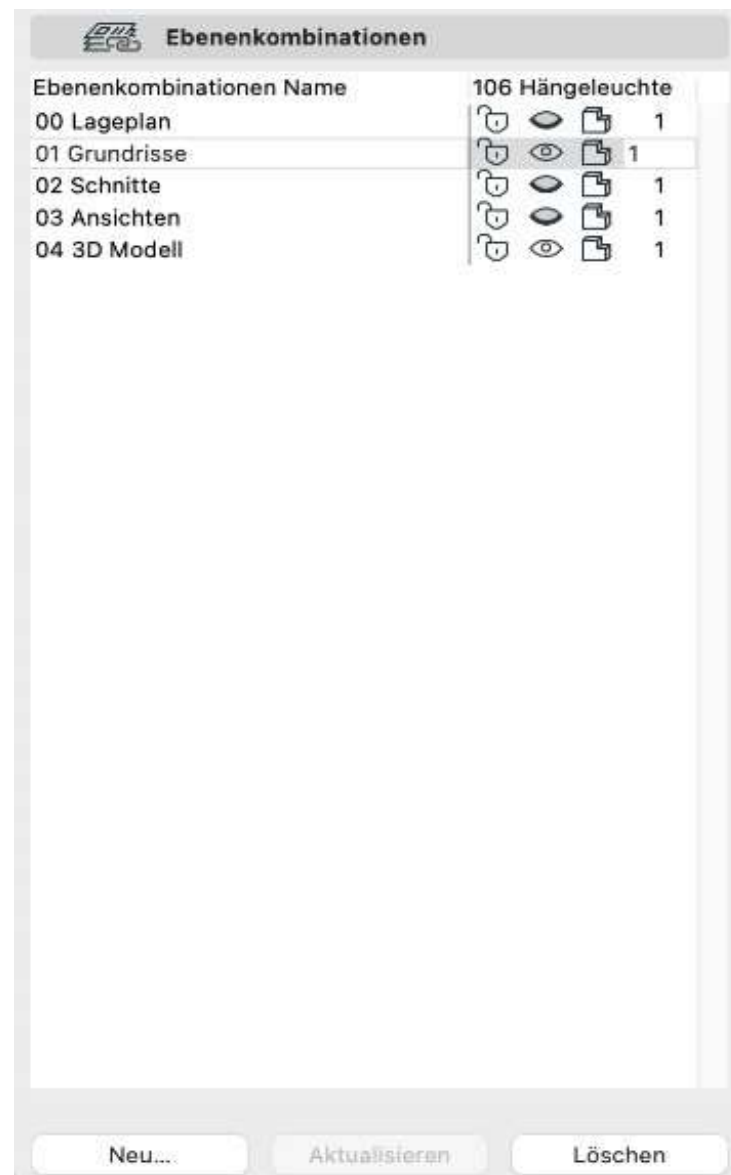 Ebenenkombinationen
Ebenenkombinationen Name 106 Hängeleuchte
00 Lageplan 1
01 Grundrisse 1
02 Schnitte 1
03 Ansichten 1
04 3D Modell 1
Neu... Aktualisieren Löschen